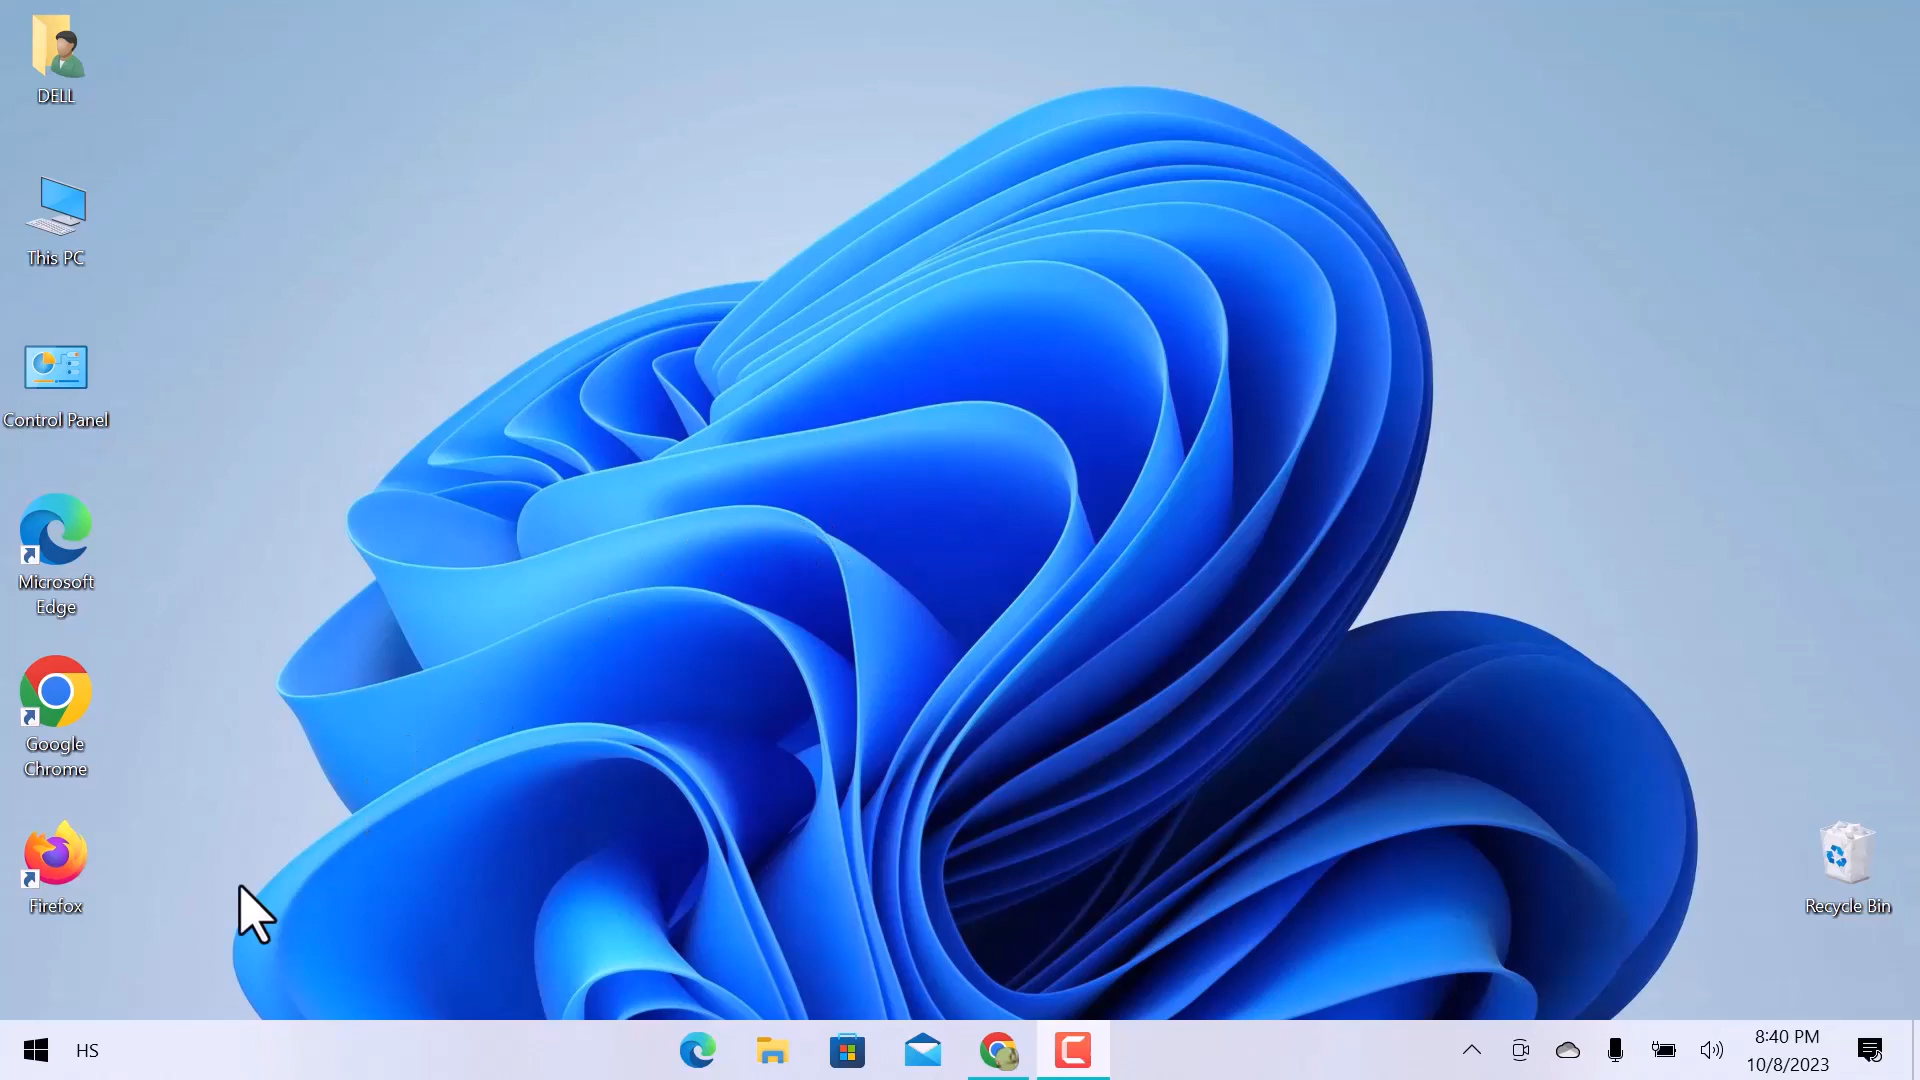 DELL
This PC
Control Panel
Microsoft
Edge
Google
Chrome
Firefox
Recycle Bin
HS
8:40 PM
10/8/2023